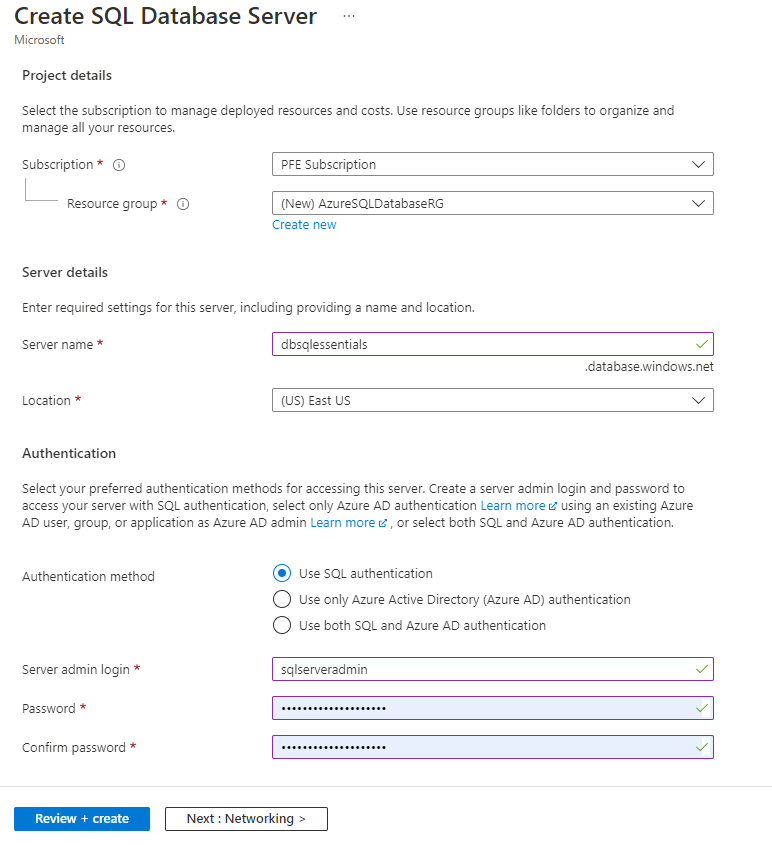 Create SQL Database Server ...
Microsoft
Project details
Select the subscription to manage deployed resources and costs. Use resource groups like folders to organize and
manage all your resources.
Subscription * PFE Subscription
Resource group * (New) AzureSQLDatabaseRG
Create new
Server details
Enter required settings for this server, including providing a name and location.
Server name * dbsqlessentials
.database.windows.net
Location * (US) East US
Authentication
Select your preferred authentication methods for accessing this server. Create a server admin login and password to
access your server with SQL authentication, select only Azure AD authentication Learn more using an existing Azure
AD user, group, or application as Azure AD admin Learn more , or select both SQL and Azure AD authentication.
Authentication method Use SQL authentication
Use only Azure Active Directory (Azure AD) authentication
Use both SQL and Azure AD authentication
Server admin login * sqlserveradmin
Password * ••••••••••••••••••••
Confirm password * ••••••••••••••••••••
Review + create Next : Networking >